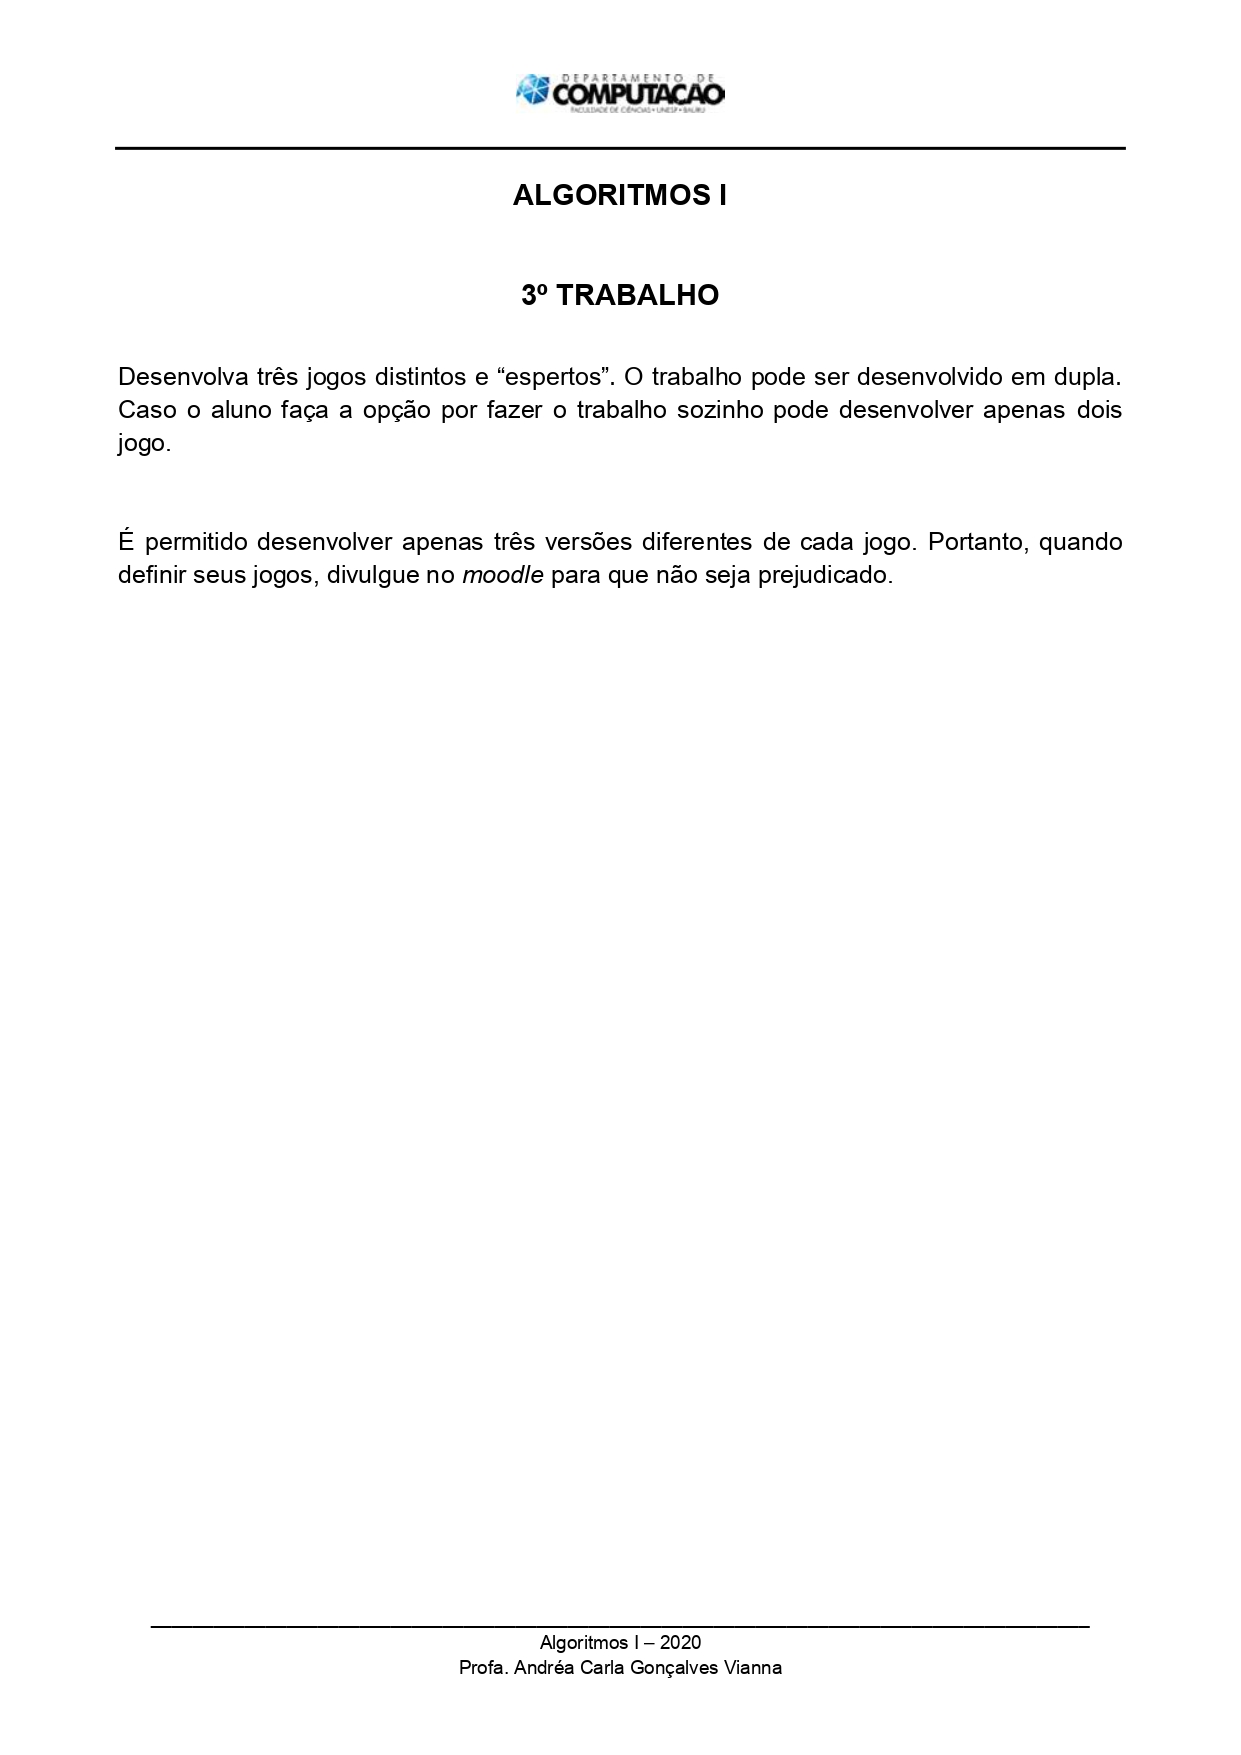 DEPARTAMENTO DE
COMPUTAÇÃO
FACULDADE DE CIÊNCIAS • UNESP • BAURU
ALGORITMOS I
3º TRABALHO
Desenvolva três jogos distintos e “espertos”. O trabalho pode ser desenvolvido em dupla.
Caso o aluno faça a opção por fazer o trabalho sozinho pode desenvolver apenas dois
jogo.
É permitido desenvolver apenas três versões diferentes de cada jogo. Portanto, quando
definir seus jogos, divulgue no moodle para que não seja prejudicado.
Algoritmos I – 2020
Profa. Andréa Carla Gonçalves Vianna